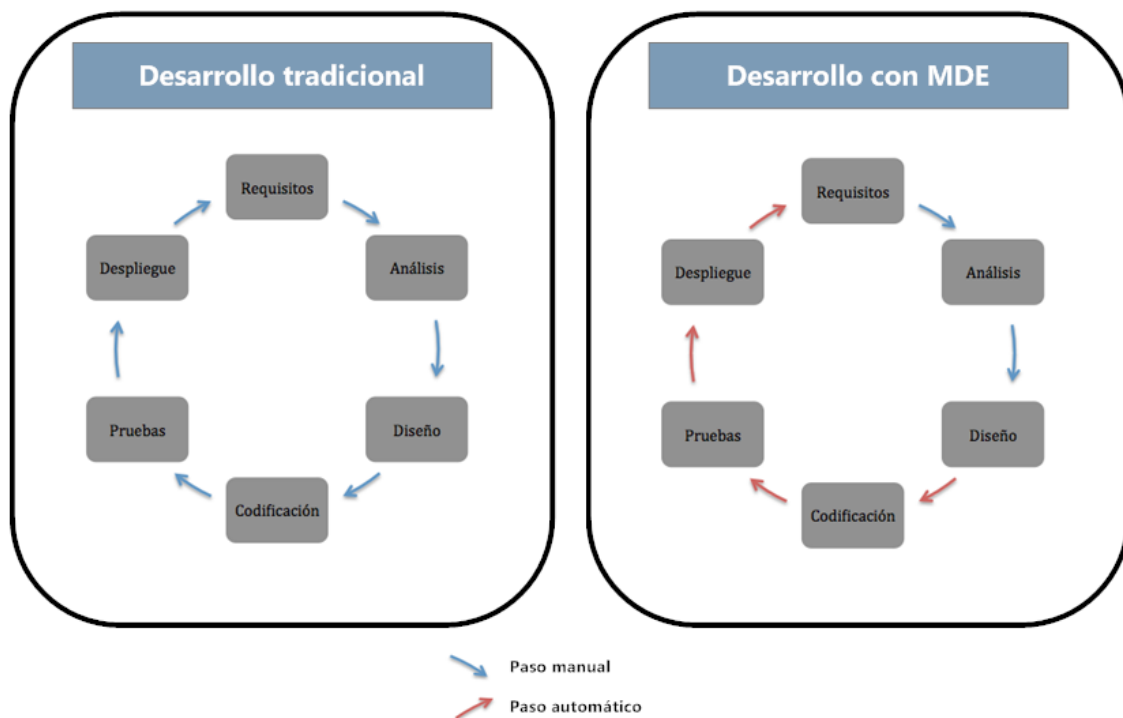 Desarrollo tradicional
Requisitos
Análisis
Diseño
Codificación
Pruebas
Despliegue
Desarrollo con MDE
Requisitos
Análisis
Diseño
Codificación
Pruebas
Despliegue
Paso manual
Paso automático